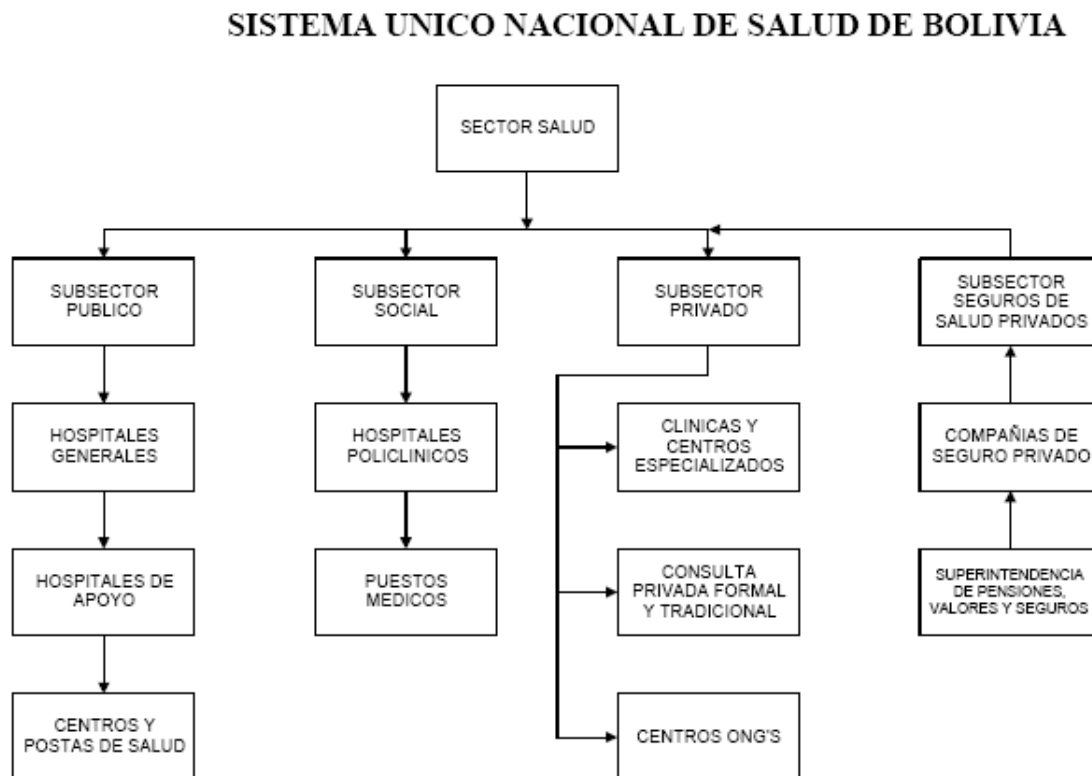 SISTEMA UNICO NACIONAL DE SALUD DE BOLIVIA
SECTOR SALUD
SUBSECTOR
PUBLICO
SUBSECTOR
SOCIAL
SUBSECTOR
PRIVADO
SUBSECTOR
SEGUROS DE
SALUD PRIVADOS
HOSPITALES
GENERALES
HOSPITALES
POLICLINICOS
CLINICAS Y
CENTROS
ESPECIALIZADOS
COMPAÑIAS DE
SEGURO PRIVADO
HOSPITALES DE
APOYO
PUESTOS
MEDICOS
CONSULTA
PRIVADA FORMAL
Y TRADICIONAL
SUPERINTENDENCIA
DE PENSIONES,
VALORES Y SEGUROS
CENTROS Y
POSTAS DE SALUD
CENTROS ONG'S